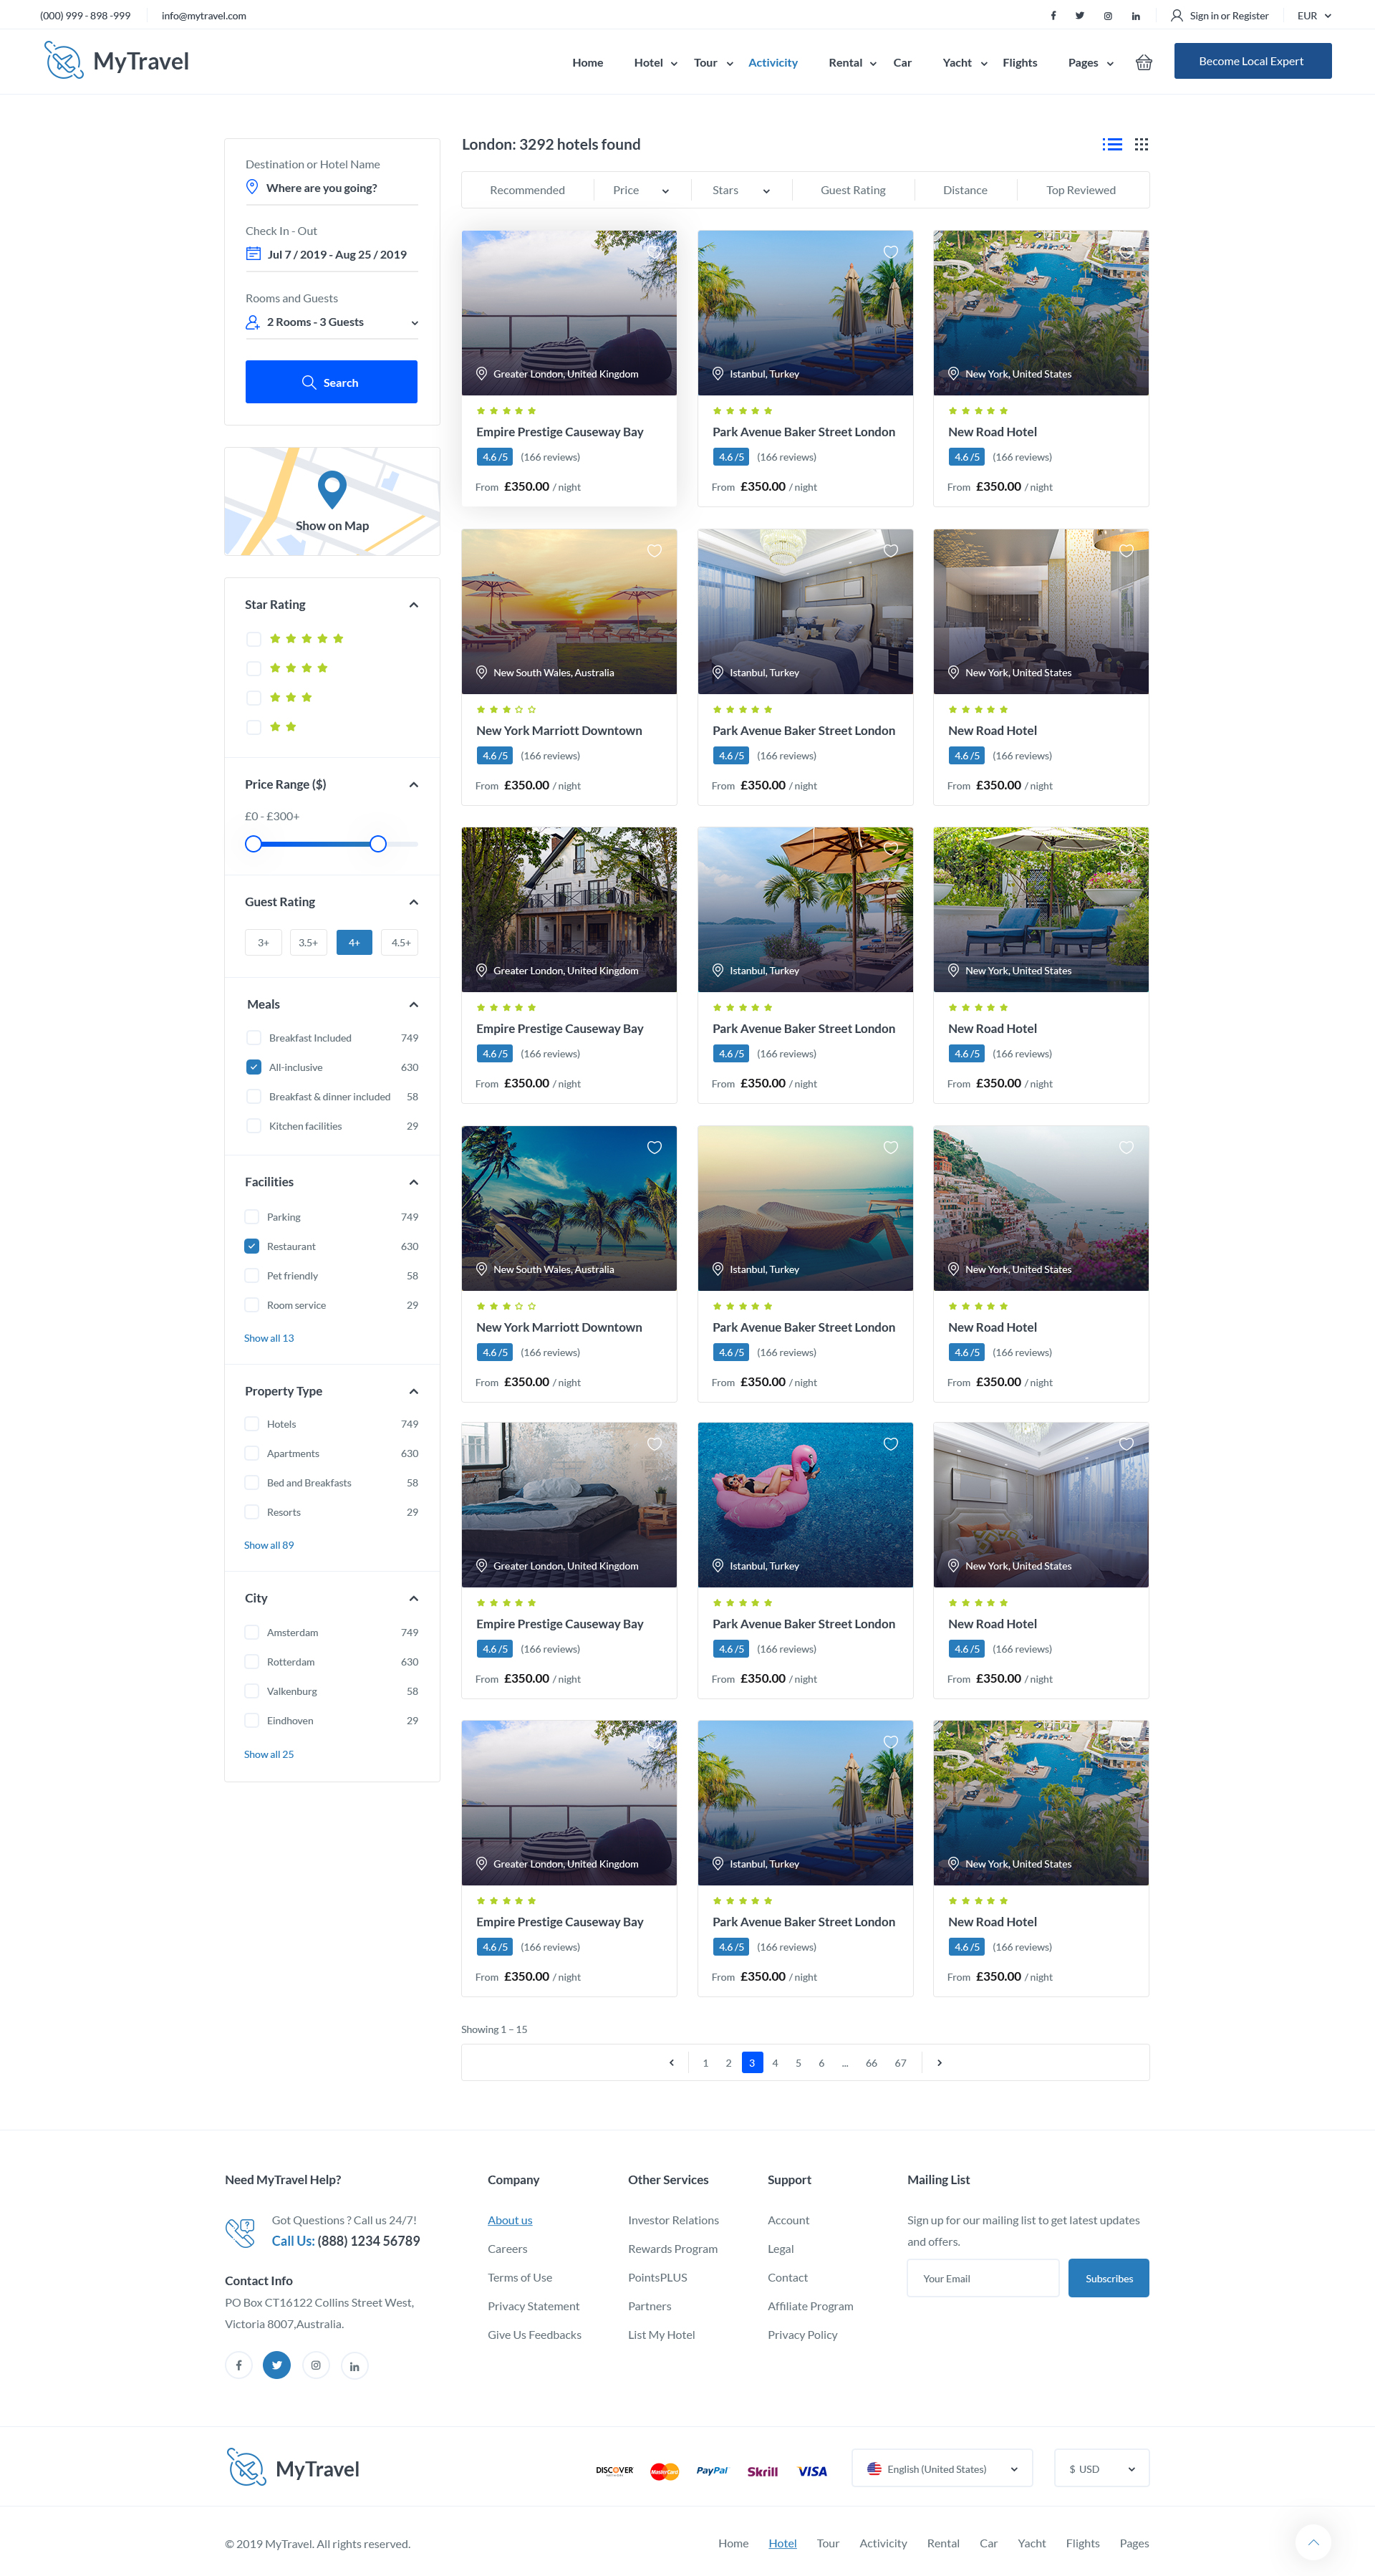 (000) 999 - 898 -999 info@mytravel.com Sign in or Register EUR
MyTravel Home Hotel Tour Activicity Rental Car Yacht Flights Pages Become Local Expert
Destination or Hotel Name
Where are you going?
Check In - Out
Jul 7 / 2019 - Aug 25 / 2019
Rooms and Guests
2 Rooms - 3 Guests
Search
Show on Map
Star Rating
Price Range ($)
£0 - £300+
Guest Rating
3+ 3.5+ 4+ 4.5+
Meals
Breakfast Included 749
All-inclusive 630
Breakfast & dinner included 58
Kitchen facilities 29
Facilities
Parking 749
Restaurant 630
Pet friendly 58
Room service 29
Show all 13
Property Type
Hotels 749
Apartments 630
Bed and Breakfasts 58
Resorts 29
Show all 89
City
Amsterdam 749
Rotterdam 630
Valkenburg 58
Eindhoven 29
Show all 25
London: 3292 hotels found
Recommended Price Stars Guest Rating Distance Top Reviewed
Greater London, United Kingdom Istanbul, Turkey New York, United States
Empire Prestige Causeway Bay Park Avenue Baker Street London New Road Hotel
4.6 /5 (166 reviews) 4.6 /5 (166 reviews) 4.6 /5 (166 reviews)
From £350.00 / night From £350.00 / night From £350.00 / night
New South Wales, Australia Istanbul, Turkey New York, United States
New York Marriott Downtown Park Avenue Baker Street London New Road Hotel
4.6 /5 (166 reviews) 4.6 /5 (166 reviews) 4.6 /5 (166 reviews)
From £350.00 / night From £350.00 / night From £350.00 / night
Greater London, United Kingdom Istanbul, Turkey New York, United States
Empire Prestige Causeway Bay Park Avenue Baker Street London New Road Hotel
4.6 /5 (166 reviews) 4.6 /5 (166 reviews) 4.6 /5 (166 reviews)
From £350.00 / night From £350.00 / night From £350.00 / night
New South Wales, Australia Istanbul, Turkey New York, United States
New York Marriott Downtown Park Avenue Baker Street London New Road Hotel
4.6 /5 (166 reviews) 4.6 /5 (166 reviews) 4.6 /5 (166 reviews)
From £350.00 / night From £350.00 / night From £350.00 / night
Greater London, United Kingdom Istanbul, Turkey New York, United States
Empire Prestige Causeway Bay Park Avenue Baker Street London New Road Hotel
4.6 /5 (166 reviews) 4.6 /5 (166 reviews) 4.6 /5 (166 reviews)
From £350.00 / night From £350.00 / night From £350.00 / night
Greater London, United Kingdom Istanbul, Turkey New York, United States
Empire Prestige Causeway Bay Park Avenue Baker Street London New Road Hotel
4.6 /5 (166 reviews) 4.6 /5 (166 reviews) 4.6 /5 (166 reviews)
From £350.00 / night From £350.00 / night From £350.00 / night
Showing 1 – 15
1 2 3 4 5 6 ... 66 67
Need MyTravel Help?
Got Questions ? Call us 24/7!
Call Us: (888) 1234 56789
Contact Info
PO Box CT16122 Collins Street West,
Victoria 8007,Australia.
Company
About us
Careers
Terms of Use
Privacy Statement
Give Us Feedbacks
Other Services
Investor Relations
Rewards Program
PointsPLUS
Partners
List My Hotel
Support
Account
Legal
Contact
Affiliate Program
Privacy Policy
Mailing List
Sign up for our mailing list to get latest updates
and offers.
Your Email Subscribes
MyTravel DISCOVER MasterCard PayPal Skrill VISA English (United States) $ USD
© 2019 MyTravel. All rights reserved. Home Hotel Tour Activicity Rental Car Yacht Flights Pages